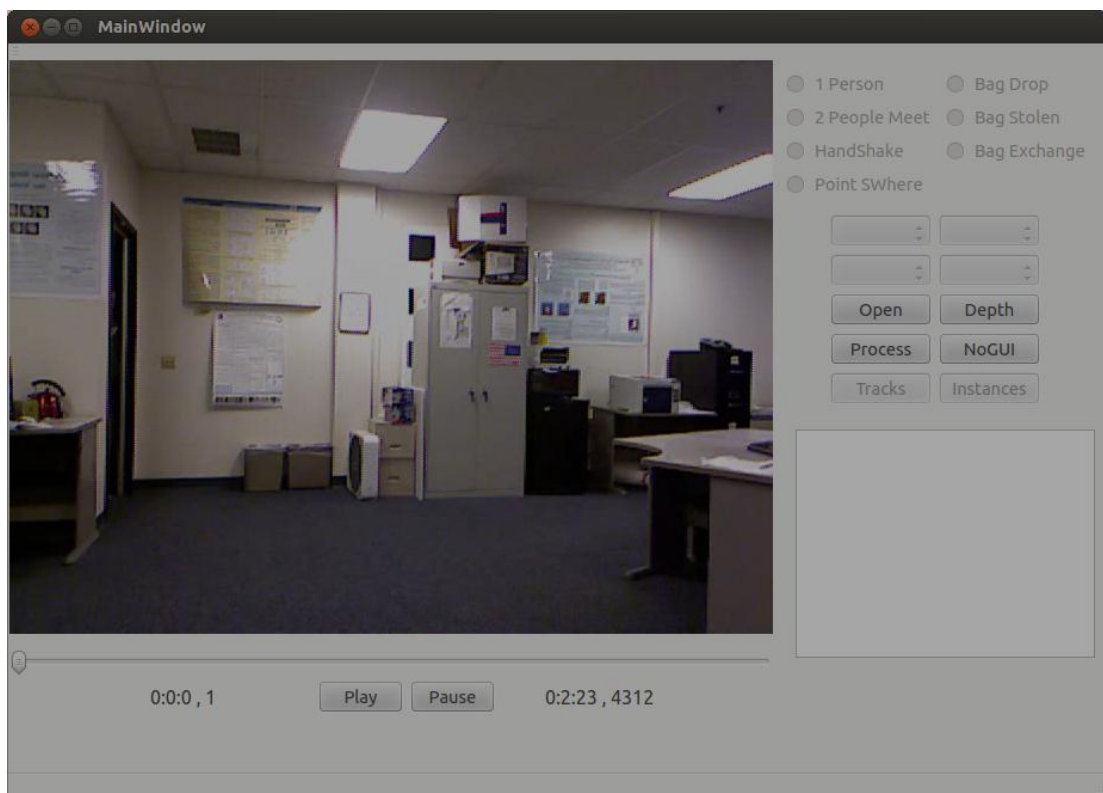 MainWindow
1 Person
Bag Drop
2 People Meet
Bag Stolen
HandShake
Bag Exchange
Point SWhere
Open
Depth
Process
NoGUI
Tracks
Instances
0:0:0 , 1
Play
Pause
0:2:23 , 4312